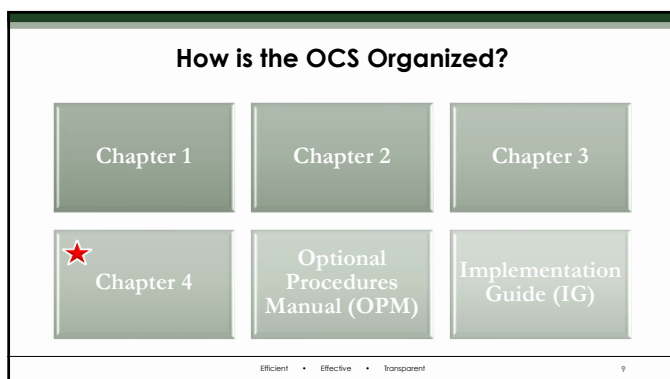 How is the OCS Organized?
Chapter 1
Chapter 2
Chapter 3
Chapter 4
Optional
Procedures
Manual (OPM)
Implementation
Guide (IG)
Efficient • Effective • Transparent
9